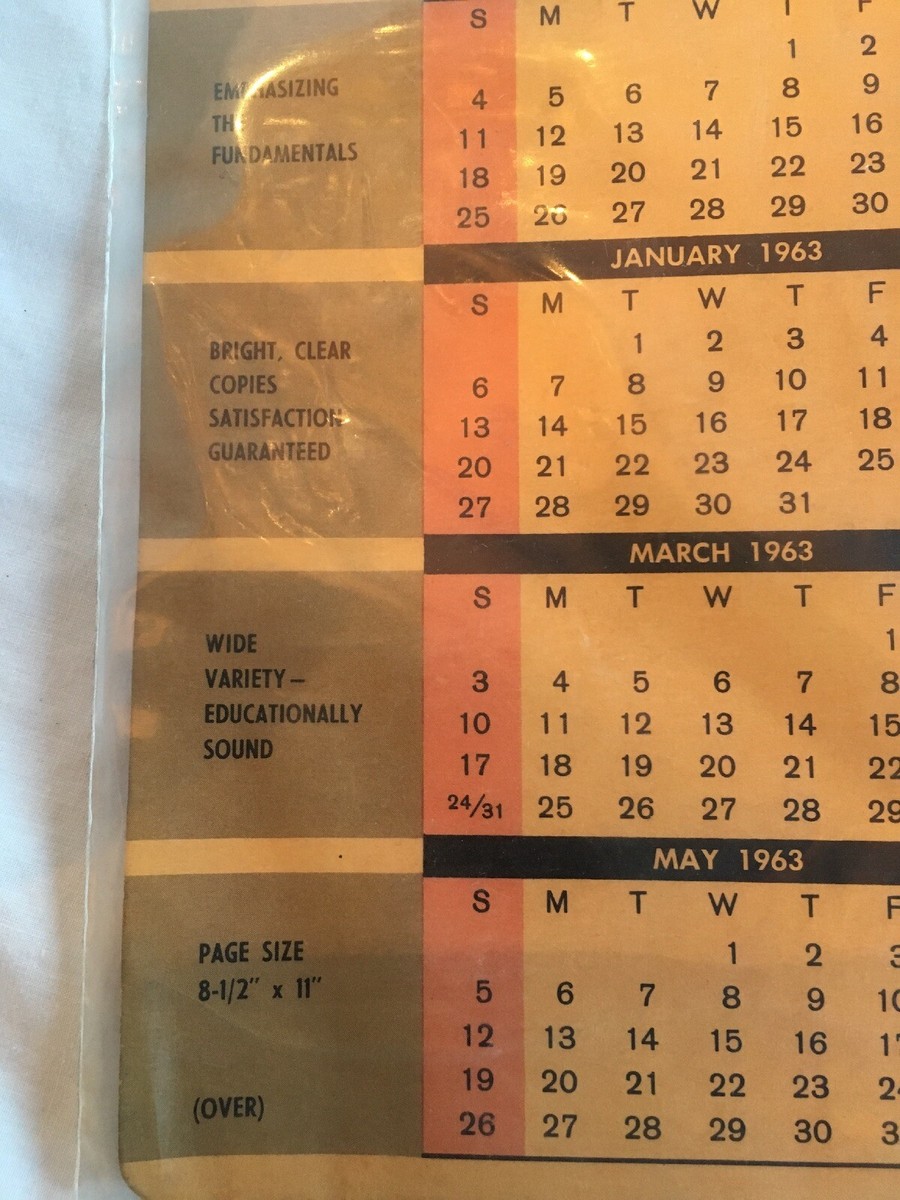 S M T W T F
1 2
EMPHASIZING
THE
FUNDAMENTALS
4 5 6 7 8 9
11 12 13 14 15 16
18 19 20 21 22 23
25 26 27 28 29 30
JANUARY 1963
S M T W T F
1 2 3 4
BRIGHT, CLEAR
COPIES
SATISFACTION
GUARANTEED
6 7 8 9 10 11
13 14 15 16 17 18
20 21 22 23 24 25
27 28 29 30 31
MARCH 1963
S M T W T F
1
WIDE
VARIETY–
EDUCATIONALLY
SOUND
3 4 5 6 7 8
10 11 12 13 14 15
17 18 19 20 21 22
24/31 25 26 27 28 29
MAY 1963
S M T W T F
1 2 3
PAGE SIZE
8-1/2" x 11"
(OVER)
5 6 7 8 9 10
12 13 14 15 16 17
19 20 21 22 23 24
26 27 28 29 30 3